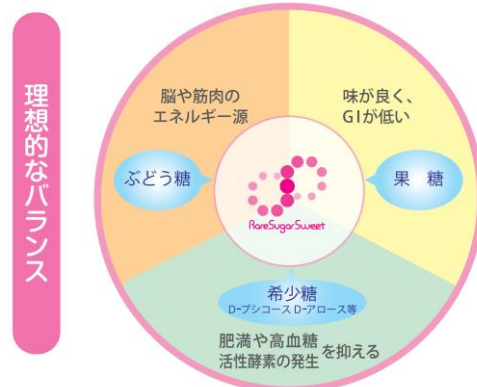 理想的なバランス
脳や筋肉の
エネルギー源
味が良く、
GIが低い
ぶどう糖
果 糖
RareSugarSweet
希少糖
D-プシコース D-アロース等
肥満や高血糖
活性酵素の発生
を抑える